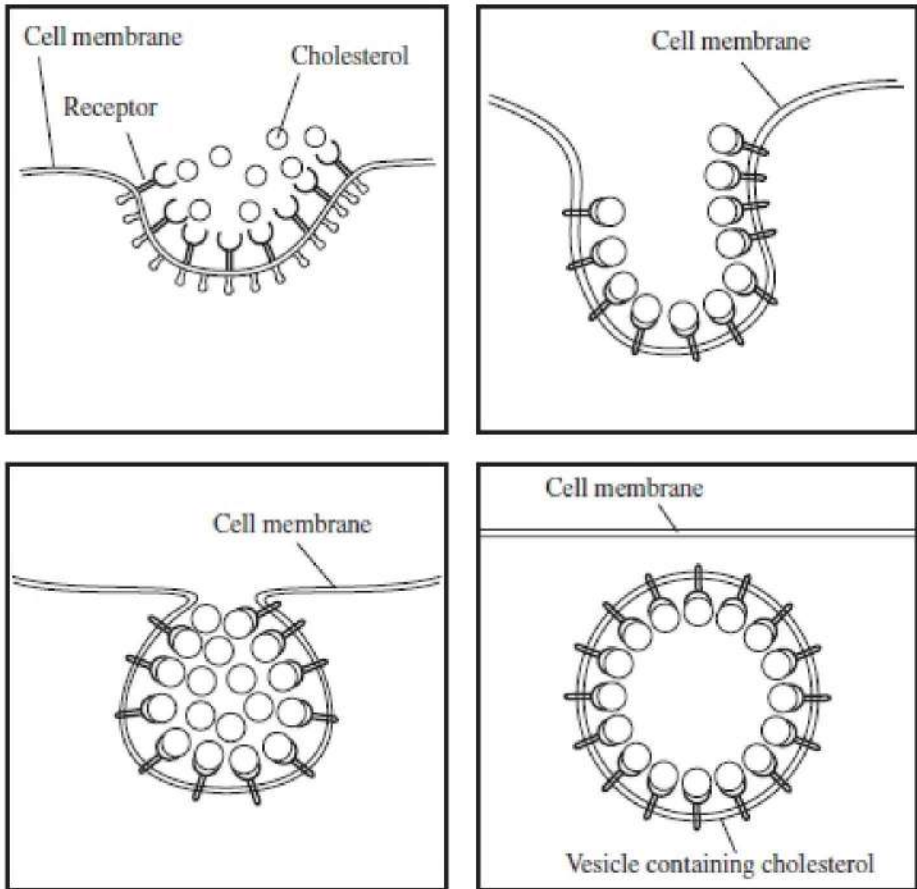 Cell membrane
Cholesterol
Receptor
Cell membrane
Cell membrane
Cell membrane
Vesicle containing cholesterol